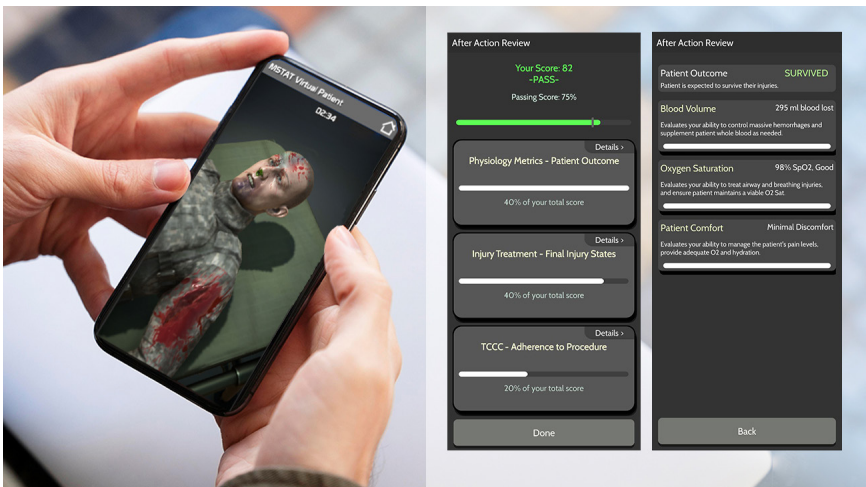 MSTAT Virtual Patient
02:34
After Action Review
Your Score: 82
-PASS-
Passing Score: 75%
Details >
Physiology Metrics - Patient Outcome
40% of your total score
Details >
Injury Treatment - Final Injury States
40% of your total score
Details >
TCCC - Adherence to Procedure
20% of your total score
Done
After Action Review
Patient Outcome SURVIVED
Patient is expected to survive their injuries.
Blood Volume 295 ml blood lost
Evaluates your ability to control massive hemorrhages and
supplement patient whole blood as needed.
Oxygen Saturation 98% SpO2, Good
Evaluates your ability to treat airway and breathing injuries,
and ensure patient maintains a viable O2 Sat.
Patient Comfort Minimal Discomfort
Evaluates your ability to manage the patient's pain levels,
provide adequate O2 and hydration.
Back